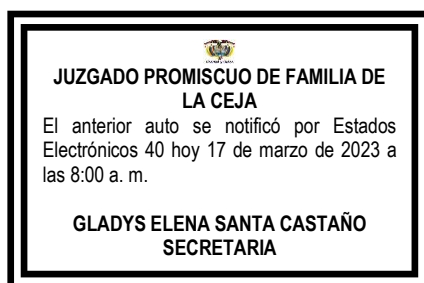 JUZGADO PROMISCUO DE FAMILIA DE
LA CEJA
El anterior auto se notificó por Estados
Electrónicos 40 hoy 17 de marzo de 2023 a
las 8:00 a. m.
GLADYS ELENA SANTA CASTAÑO
SECRETARIA